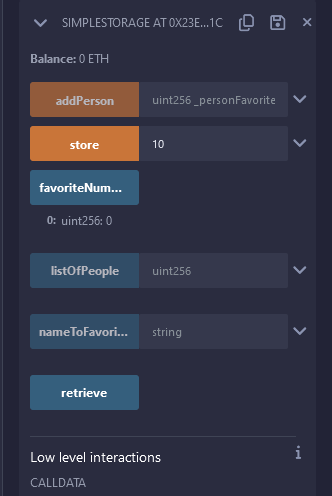 SIMPLESTORAGE AT 0X23E...1C
Balance: 0 ETH
addPerson
uint256 _personFavorite
store
10
favoriteNum...
0: uint256: 0
listOfPeople
uint256
nameToFavori...
string
retrieve
Low level interactions
i
CALLDATA